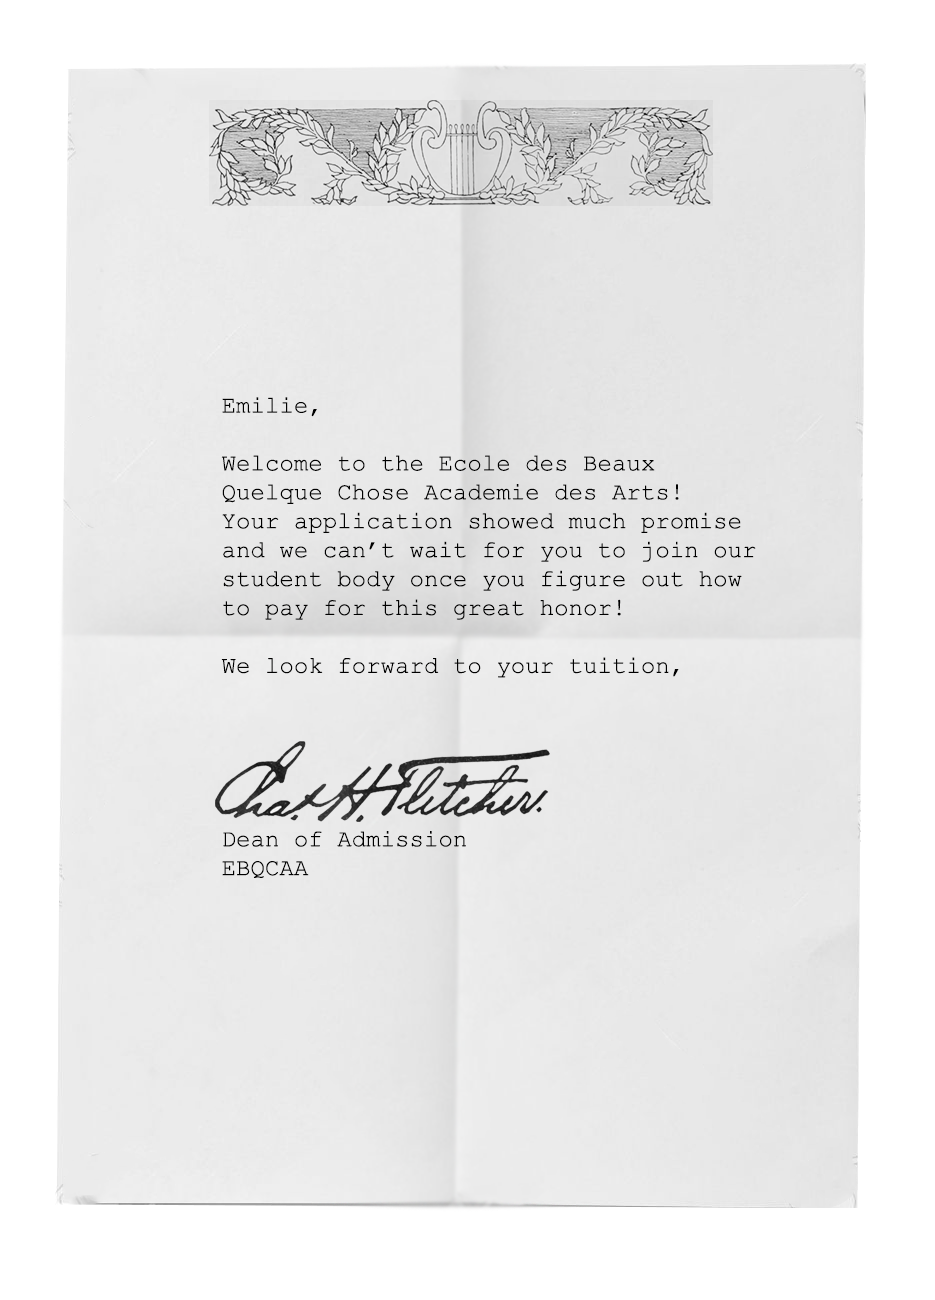 Emilie,
Welcome to the Ecole des Beaux
Quelque Chose Academie des Arts!
Your application showed much promise
and we can’t wait for you to join our
student body once you figure out how
to pay for this great honor!
We look forward to your tuition,
Chas. H. Fletcher.
Dean of Admission
EBQCAA